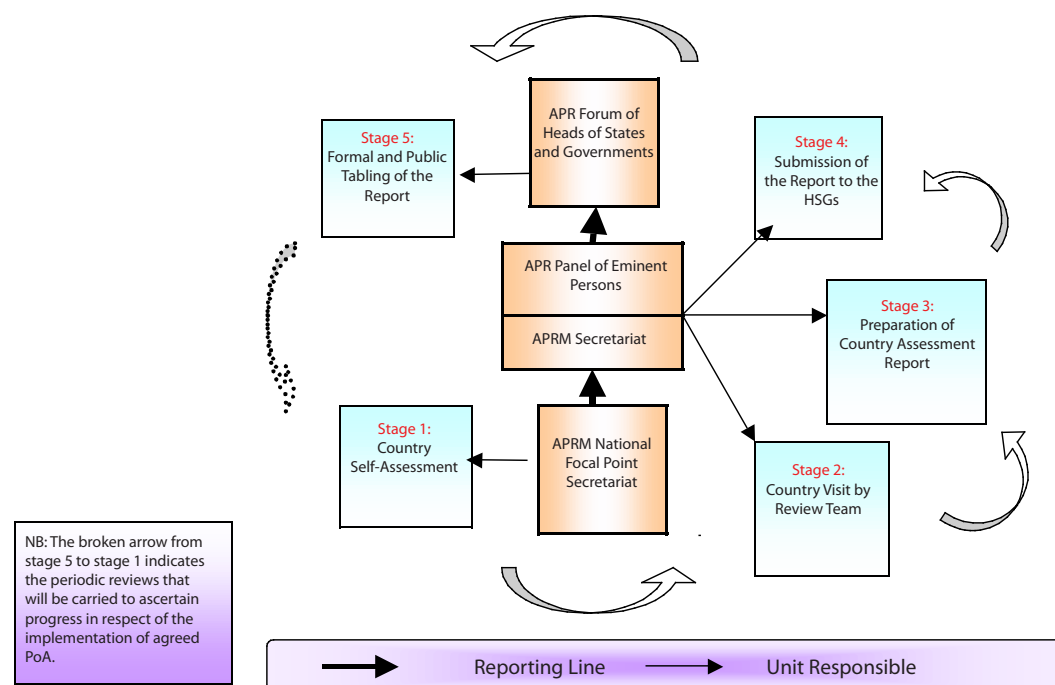 APR Forum of
Heads of States
and Governments
Stage 5:
Formal and Public
Tabling of the
Report
Stage 4:
Submission of
the Report to the
HSGs
APR Panel of Eminent
Persons
APRM Secretariat
Stage 3:
Preparation of
Country Assessment
Report
Stage 1:
Country
Self-Assessment
APRM National
Focal Point
Secretariat
Stage 2:
Country Visit by
Review Team
NB: The broken arrow from
stage 5 to stage 1 indicates
the periodic reviews that
will be carried to ascertain
progress in respect of the
implementation of agreed
PoA.
Reporting Line
Unit Responsible